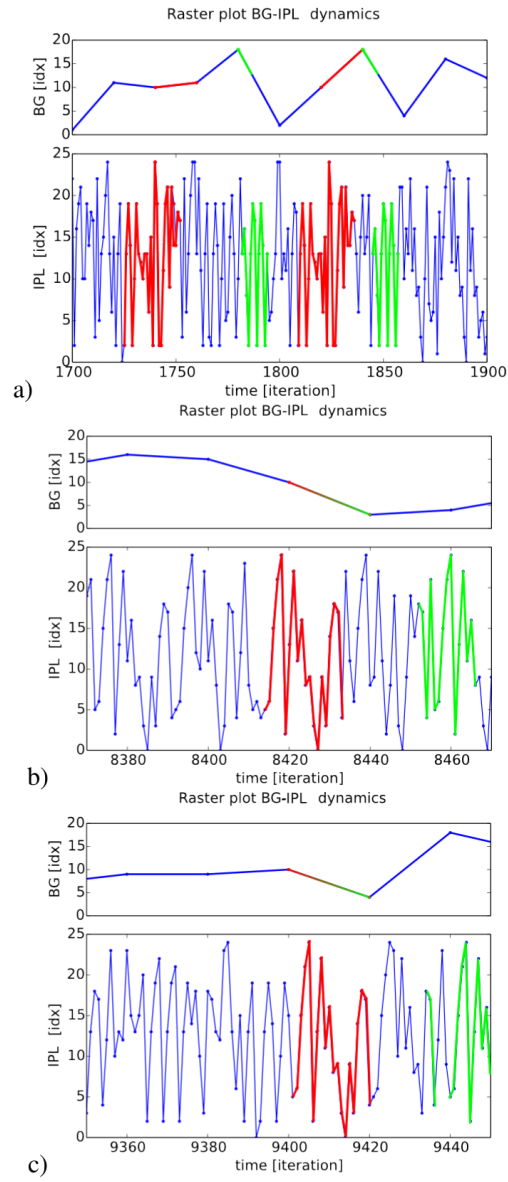 Raster plot BG-IPL dynamics
20
15
10
5
0
BG [idx]
25
20
15
10
5
0
IPL [idx]
1700 1750 1800 1850 1900
time [iteration]
a)
Raster plot BG-IPL dynamics
20
15
10
5
0
BG [idx]
25
20
15
10
5
0
IPL [idx]
8380 8400 8420 8440 8460
time [iteration]
b)
Raster plot BG-IPL dynamics
20
15
10
5
0
BG [idx]
25
20
15
10
5
0
IPL [idx]
9360 9380 9400 9420 9440
time [iteration]
c)